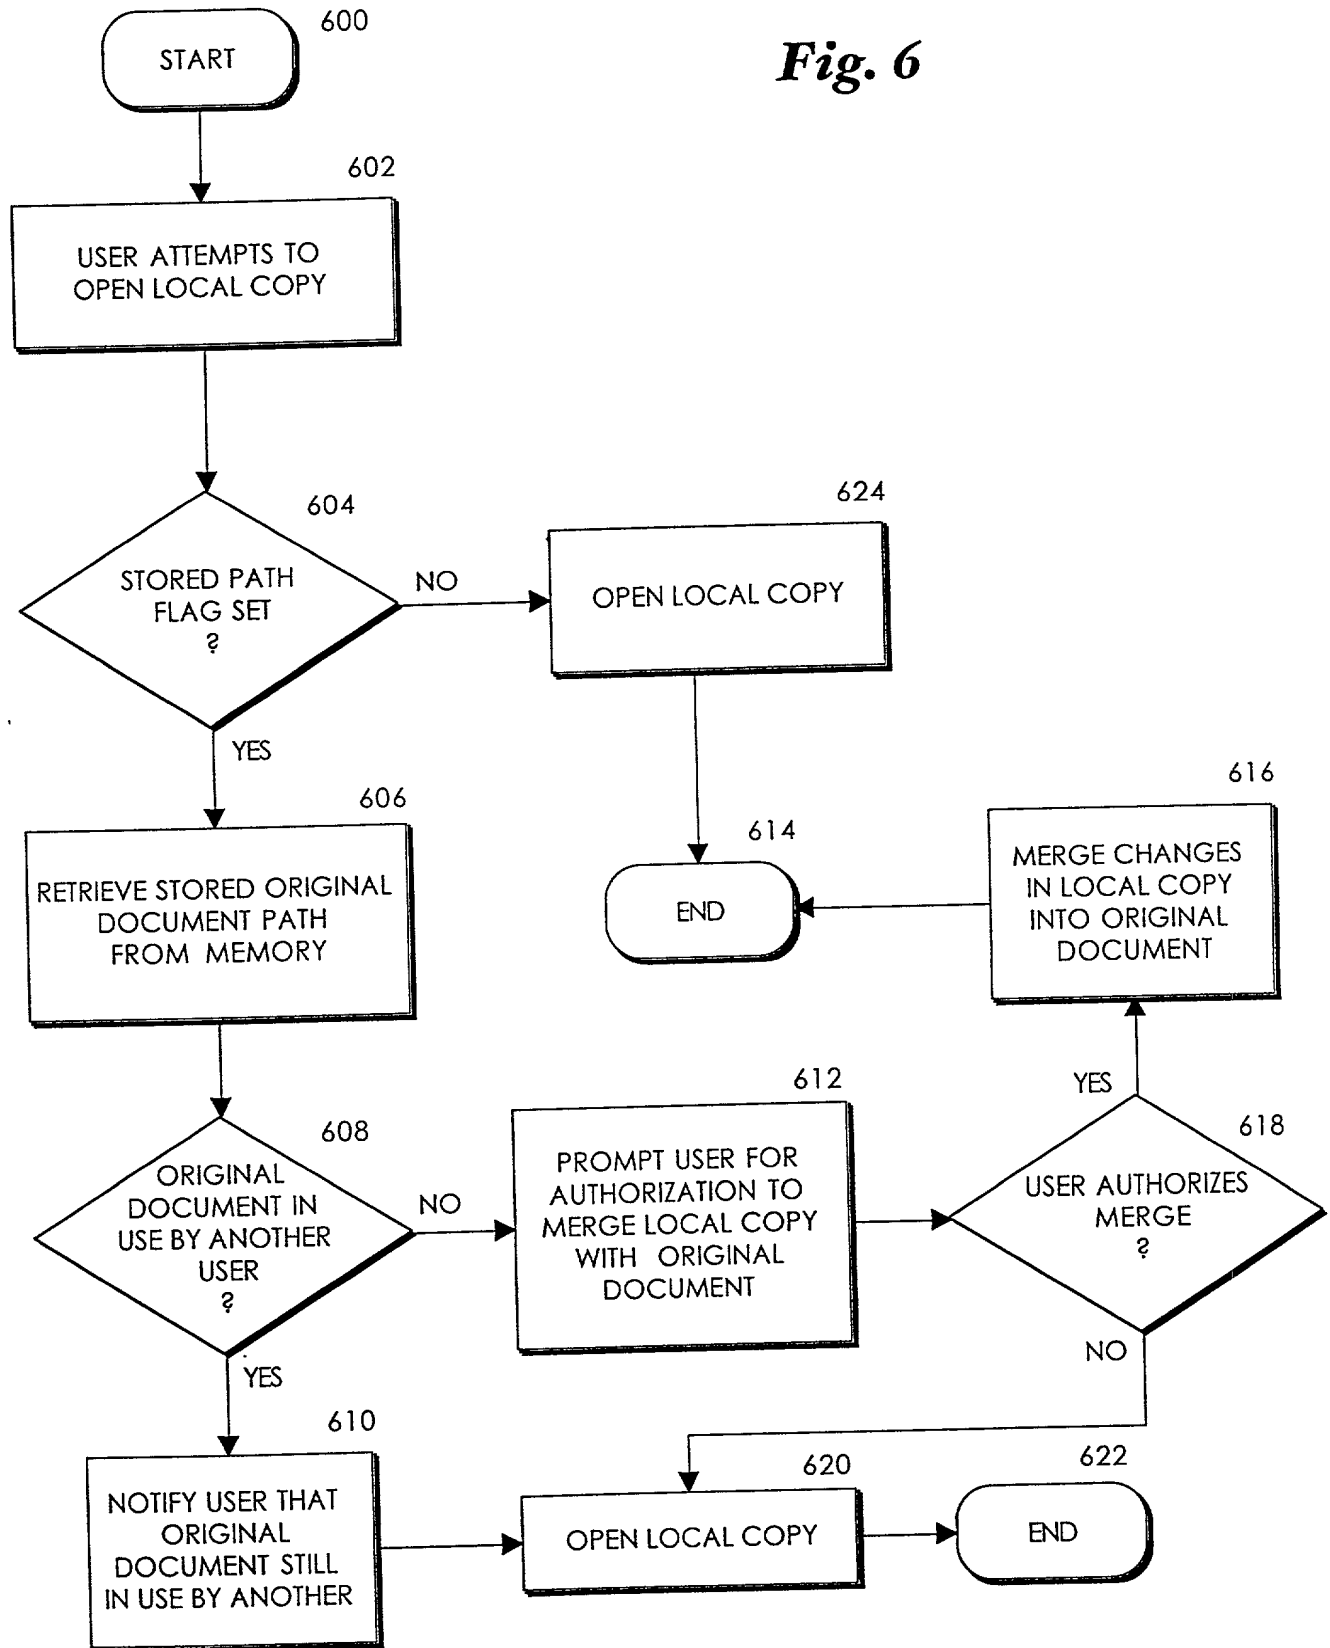 600
START
Fig. 6
602
USER ATTEMPTS TO
OPEN LOCAL COPY
604
STORED PATH
FLAG SET
?
NO
624
OPEN LOCAL COPY
YES
606
RETRIEVE STORED ORIGINAL
DOCUMENT PATH
FROM MEMORY
614
END
616
MERGE CHANGES
IN LOCAL COPY
INTO ORIGINAL
DOCUMENT
608
ORIGINAL
DOCUMENT IN
USE BY ANOTHER
USER
?
NO
612
PROMPT USER FOR
AUTHORIZATION TO
MERGE LOCAL COPY
WITH ORIGINAL
DOCUMENT
YES
618
USER AUTHORIZES
MERGE
?
NO
YES
610
NOTIFY USER THAT
ORIGINAL
DOCUMENT STILL
IN USE BY ANOTHER
620
OPEN LOCAL COPY
622
END